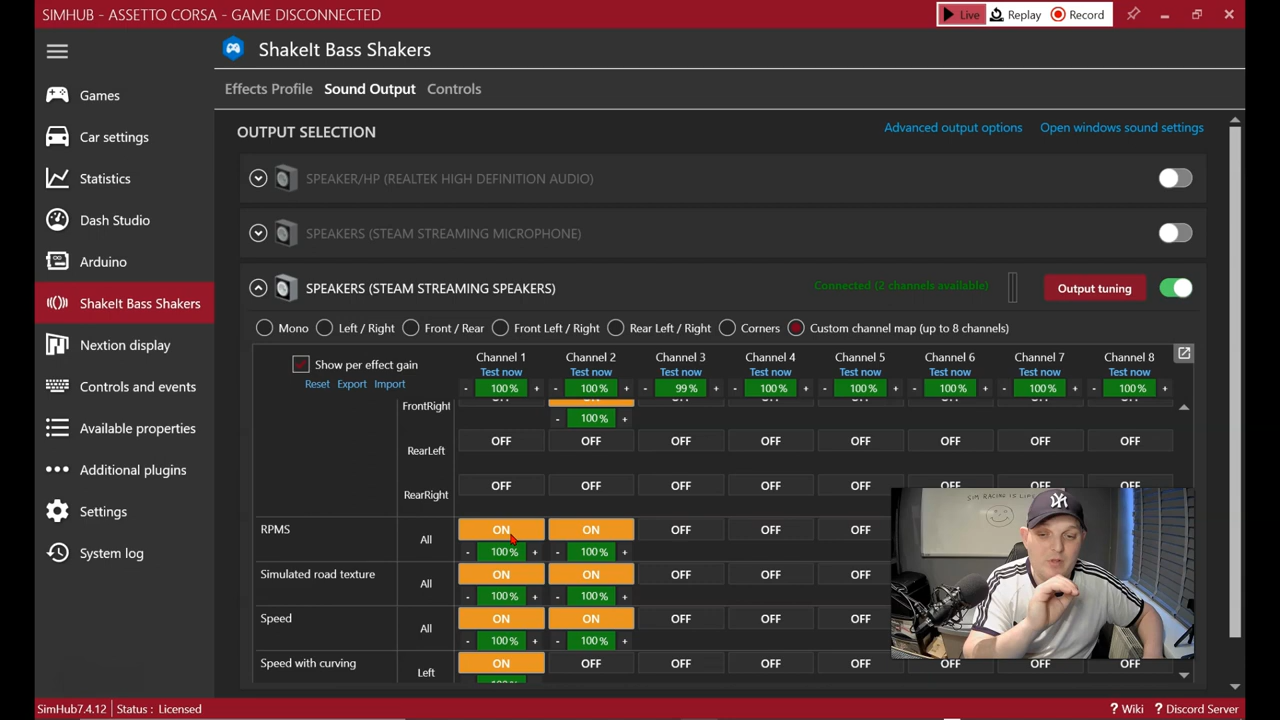 SIMHUB - ASSETTO CORSA - GAME DISCONNECTED
Live
Replay
Record
ShakeIt Bass Shakers
Games
Car settings
Statistics
Dash Studio
Arduino
ShakeIt Bass Shakers
Nextion display
Controls and events
Available properties
Additional plugins
Settings
System log
Effects Profile
Sound Output
Controls
OUTPUT SELECTION
Advanced output options
Open windows sound settings
SPEAKER/HP (REALTEK HIGH DEFINITION AUDIO)
SPEAKERS (STEAM STREAMING MICROPHONE)
SPEAKERS (STEAM STREAMING SPEAKERS)
Connected (2 channels available)
Output tuning
Mono
Left / Right
Front / Rear
Front Left / Right
Rear Left / Right
Corners
Custom channel map (up to 8 channels)
Show per effect gain
Reset Export Import
Channel 1 Channel 2 Channel 3 Channel 4 Channel 5 Channel 6 Channel 7 Channel 8
Test now Test now Test now Test now Test now Test now Test now Test now
- 100 % + - 100 % + - 99 % + - 100 % + - 100 % + - 100 % + - 100 % + - 100 % +
FrontRight
- 100 % +
RearLeft OFF OFF OFF OFF OFF OFF OFF OFF
RearRight OFF OFF OFF OFF OFF
RPMS All ON ON OFF OFF OFF
- 100 % + - 100 % +
Simulated road texture All ON ON OFF OFF OFF
- 100 % + - 100 % +
Speed All ON ON OFF OFF OFF
- 100 % + - 100 % +
Speed with curving Left ON OFF OFF OFF OFF OFF OFF OFF
SIM RACING IS LIFE
SimHub7.4.12 | Status : Licensed
? Wiki
? Discord Server